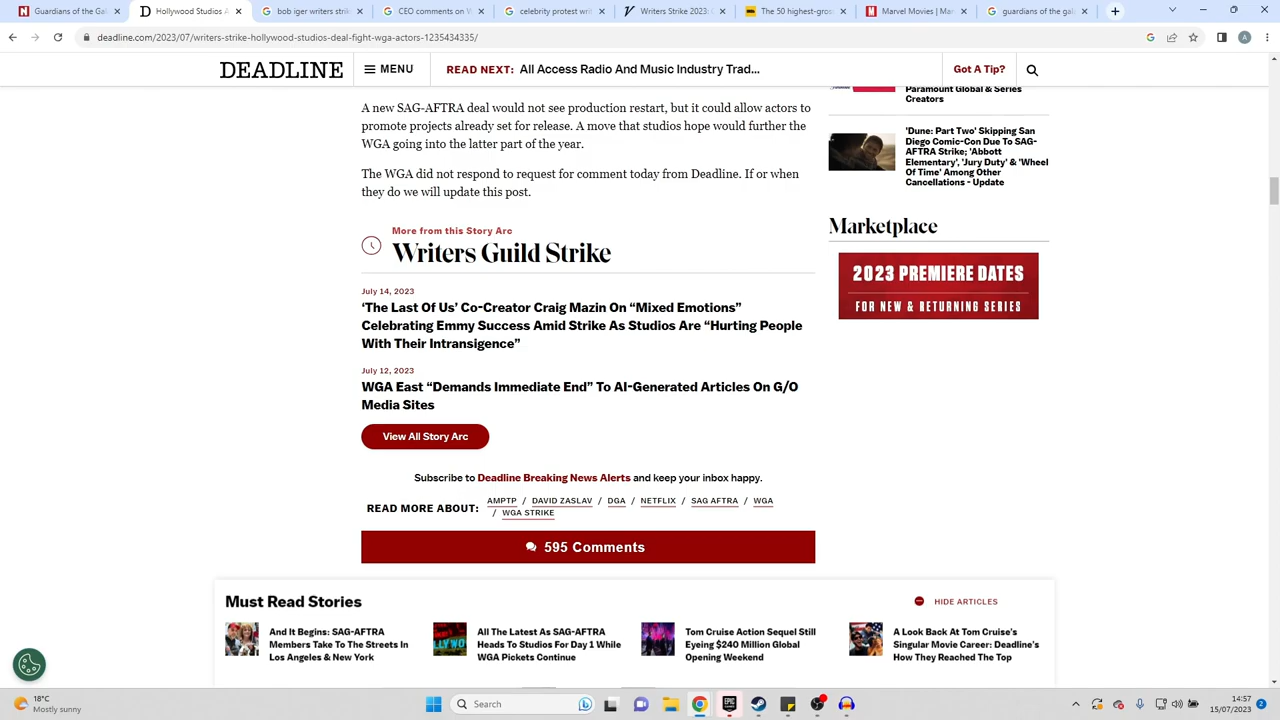 Guardians of the Gal
Hollywood Studios D
bob iger writers stri
CEO comments on st
Writers protest writ
Writers Strike 2023:
The 50 highest-gross
Michael
guardians of the gala
deadline.com/2023/07/writers-strike-hollywood-studios-deal-fight-wga-actors-1235434335/
A
DEADLINE
MENU
READ NEXT: All Access Radio And Music Industry Trad...
Got A Tip?
A new SAG-AFTRA deal would not see production restart, but it could allow actors to
promote projects already set for release. A move that studios hope would further the
WGA going into the latter part of the year.
The WGA did not respond to request for comment today from Deadline. If or when
they do we will update this post.
More from this Story Arc
Writers Guild Strike
July 14, 2023
‘The Last Of Us’ Co-Creator Craig Mazin On “Mixed Emotions”
Celebrating Emmy Success Amid Strike As Studios Are “Hurting People
With Their Intransigence”
July 12, 2023
WGA East “Demands Immediate End” To AI-Generated Articles On G/O
Media Sites
View All Story Arc
Subscribe to Deadline Breaking News Alerts and keep your inbox happy.
READ MORE ABOUT:
AMPTP / DAVID ZASLAV / DGA / NETFLIX / SAG AFTRA / WGA
/ WGA STRIKE
595 Comments
Paramount Global & Series
Creators
'Dune: Part Two' Skipping San
Diego Comic-Con Due To SAG-
AFTRA Strike; 'Abbott
Elementary', 'Jury Duty' & 'Wheel
Of Time' Among Other
Cancellations - Update
Marketplace
2023 PREMIERE DATES
FOR NEW & RETURNING SERIES
Must Read Stories
HIDE ARTICLES
And It Begins: SAG-AFTRA
Members Take To The Streets In
Los Angeles & New York
All The Latest As SAG-AFTRA
Heads To Studios For Day 1 While
WGA Pickets Continue
Tom Cruise Action Sequel Still
Eyeing $240 Million Global
Opening Weekend
A Look Back At Tom Cruise's
Singular Movie Career: Deadline's
How They Reached The Top
18°C
Mostly sunny
Search
14:57
15/07/2023
2